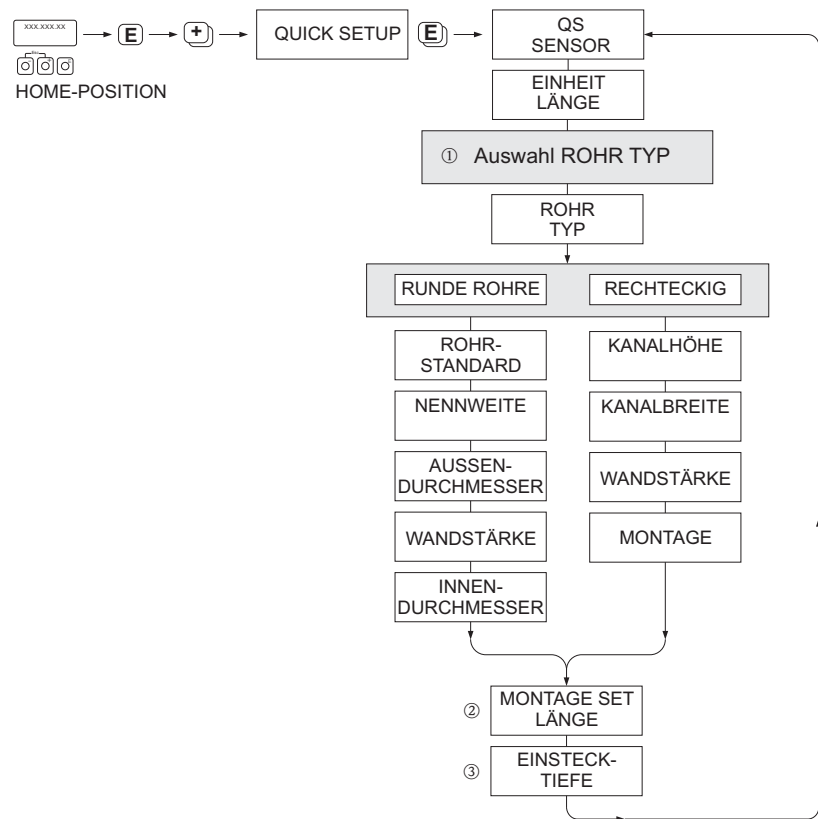 XXX.XXX.XX
E
+
QUICK SETUP
E
QS
SENSOR
HOME-POSITION
EINHEIT
LÄNGE
① Auswahl ROHR TYP
ROHR
TYP
RUNDE ROHRE
RECHTECKIG
ROHR-
STANDARD
NENNWEITE
AUSSEN-
DURCHMESSER
WANDSTÄRKE
INNEN-
DURCHMESSER
KANALHÖHE
KANALBREITE
WANDSTÄRKE
MONTAGE
② MONTAGE SET
LÄNGE
③ EINSTECK-
TIEFE